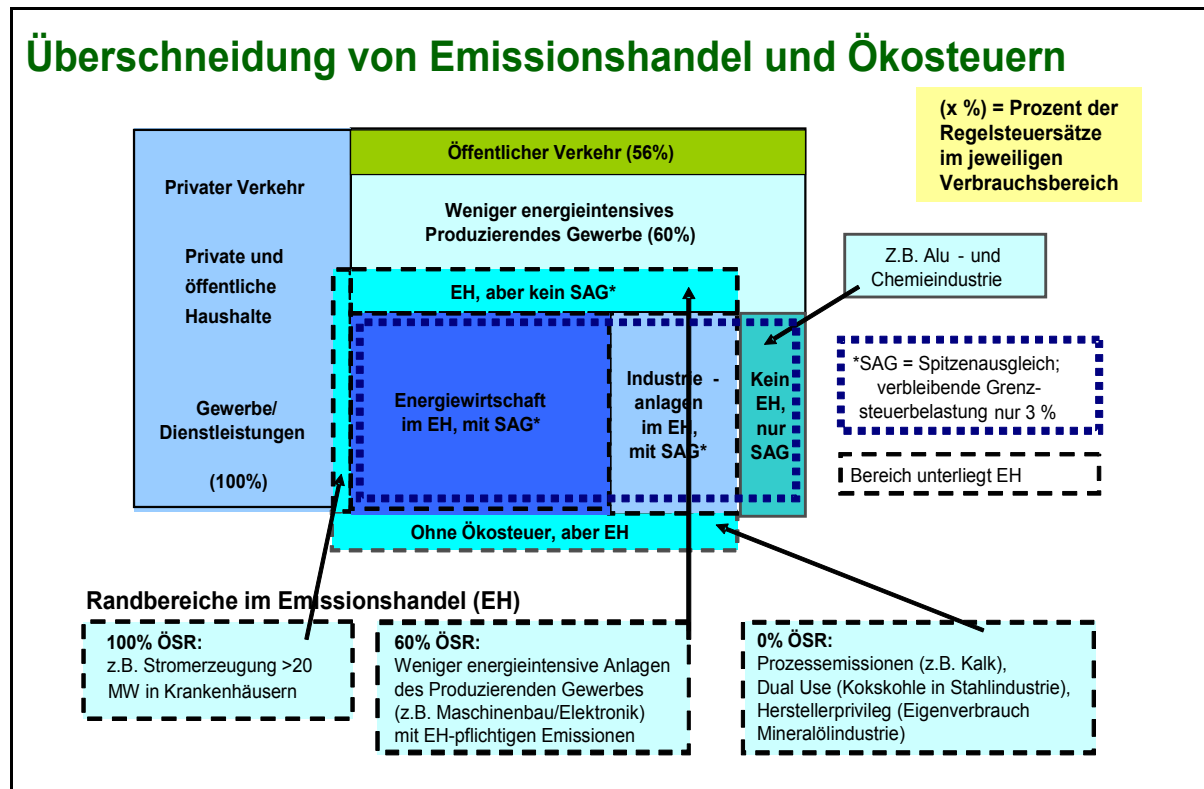 Überschneidung von Emissionshandel und Ökosteuern
(x %) = Prozent der
Regelsteuersätze
im jeweiligen
Verbrauchsbereich
Öffentlicher Verkehr (56%)
Privater Verkehr
Private und
öffentliche
Haushalte
Gewerbe/
Dienstleistungen
(100%)
Weniger energieintensives
Produzierendes Gewerbe (60%)
EH, aber kein SAG*
Energiewirtschaft
im EH, mit SAG*
Industrie -
anlagen
im EH,
mit SAG*
Kein
EH,
nur
SAG
Ohne Ökosteuer, aber EH
Z.B. Alu - und
Chemieindustrie
*SAG = Spitzenausgleich;
verbleibende Grenz-
steuerbelastung nur 3 %
Bereich unterliegt EH
Randbereiche im Emissionshandel (EH)
100% ÖSR:
z.B. Stromerzeugung >20
MW in Krankenhäusern
60% ÖSR:
Weniger energieintensive Anlagen
des Produzierenden Gewerbes
(z.B. Maschinenbau/Elektronik)
mit EH-pflichtigen Emissionen
0% ÖSR:
Prozessemissionen (z.B. Kalk),
Dual Use (Kokskohle in Stahlindustrie),
Herstellerprivileg (Eigenverbrauch
Mineralölindustrie)